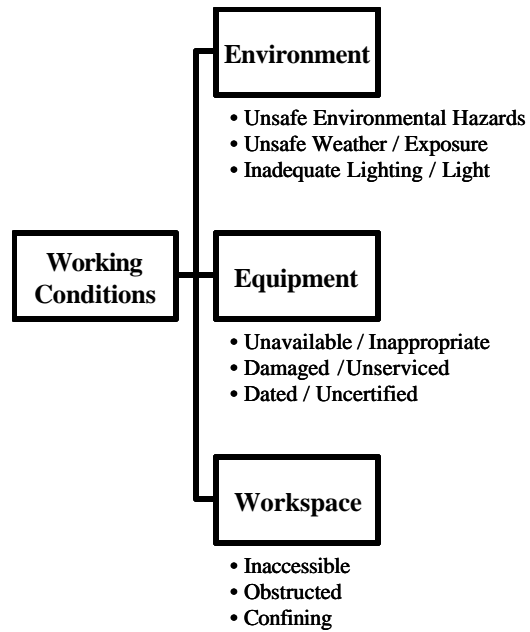 Environment
• Unsafe Environmental Hazards
• Unsafe Weather / Exposure
• Inadequate Lighting / Light
Working
Conditions
Equipment
• Unavailable / Inappropriate
• Damaged /Unserviced
• Dated / Uncertified
Workspace
• Inaccessible
• Obstructed
• Confining